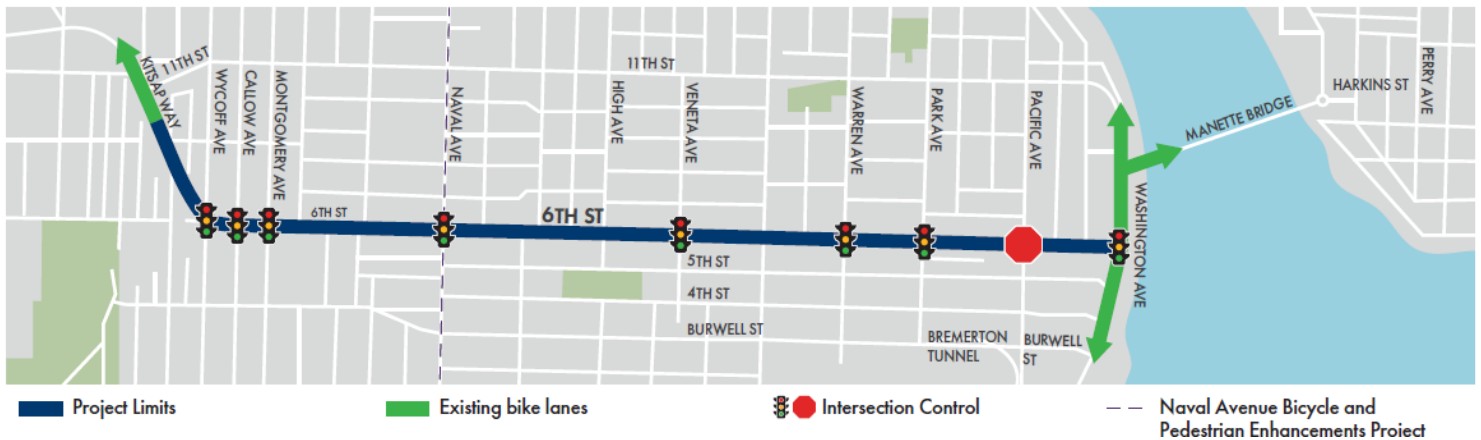 KITSAP WAY
11TH ST
WYCOFF AVE
CALLOW AVE
MONTGOMERY AVE
NAVAL AVE
HIGH AVE
VENETA AVE
11TH ST
WARREN AVE
PARK AVE
PACIFIC AVE
WASHINGTON AVE
MANETTE BRIDGE
HARKINS ST
PERRY AVE
6TH ST
6TH ST
5TH ST
4TH ST
BURWELL ST
BREMERTON
TUNNEL
BURWELL
ST
Project Limits
Existing bike lanes
Intersection Control
Naval Avenue Bicycle and
Pedestrian Enhancements Project